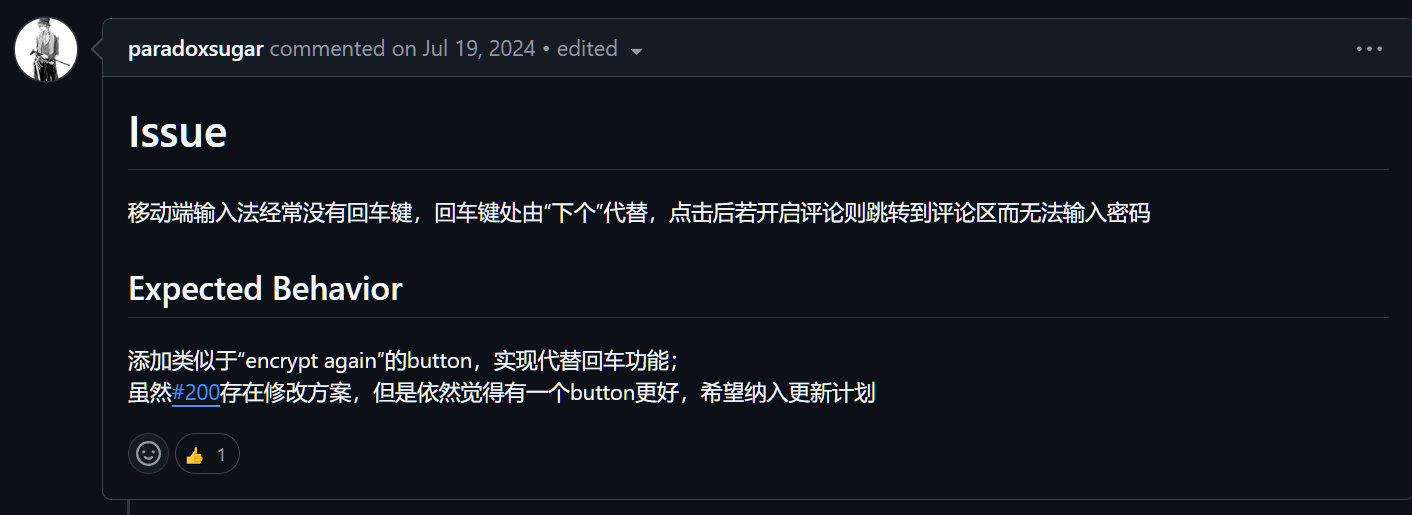 paradoxsugar commented on Jul 19, 2024 • edited
Issue
移动端输入法经常没有回车键，回车键处由“下个”代替，点击后若开启评论则跳转到评论区而无法输入密码
Expected Behavior
添加类似于“encrypt again”的button，实现代替回车功能；
虽然#200存在修改方案，但是依然觉得有一个button更好，希望纳入更新计划
👍 1